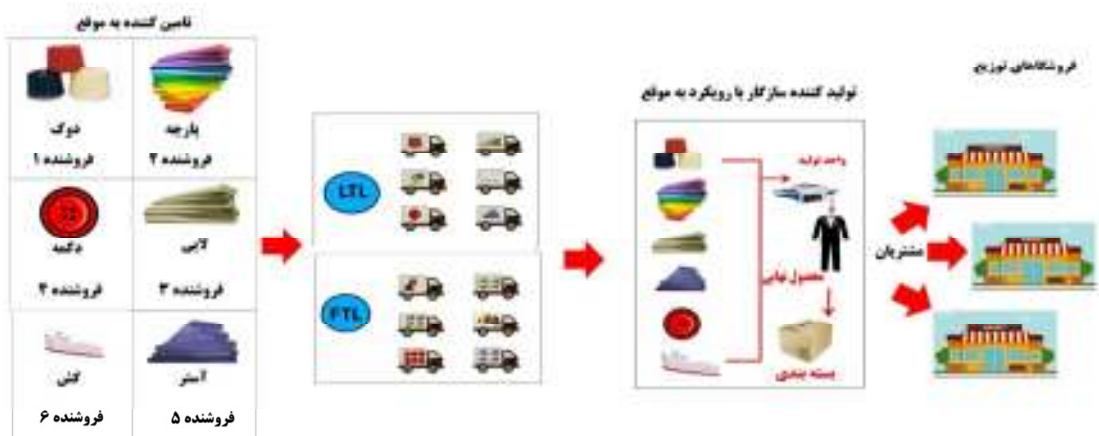 تامین کننده به موقع
دوک
فروشنده ۱
پارچه
فروشنده ۲
دکمه
فروشنده ۴
لایی
فروشنده ۳
کش
فروشنده ۶
آستر
فروشنده ۵
LTL
FTL
تولید کننده سازگار با رویکرد به موقع
واحد تولید
محصول نهایی
بسته بندی
مشتریان
فروشگاهای توزیع